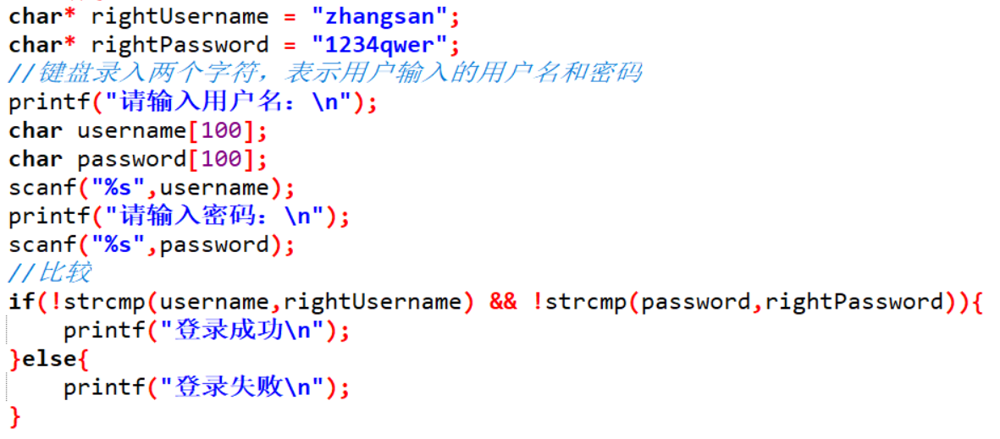 char* rightUsername = "zhangsan";
char* rightPassword = "1234qwer";
//键盘录入两个字符，表示用户输入的用户名和密码
printf("请输入用户名：\n");
char username[100];
char password[100];
scanf("%s",username);
printf("请输入密码：\n");
scanf("%s",password);
//比较
if(!strcmp(username,rightUsername) && !strcmp(password,rightPassword)){
    printf("登录成功\n");
}else{
    printf("登录失败\n");
}